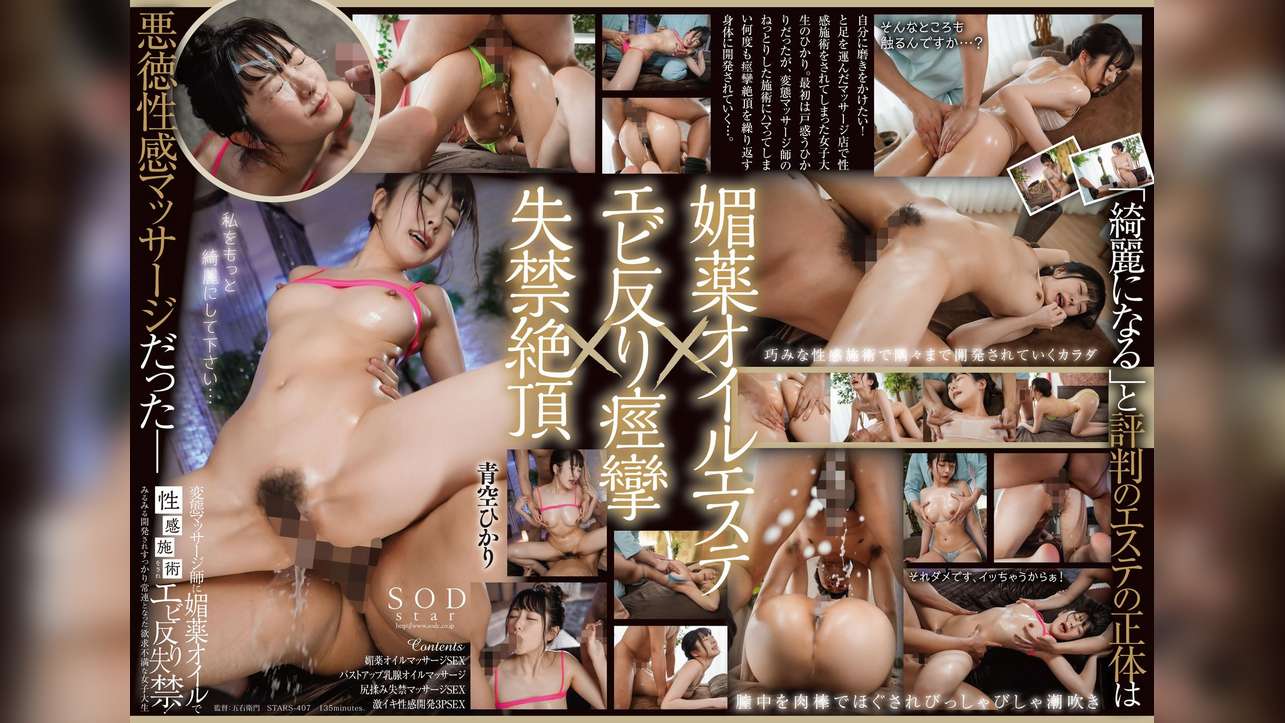 「綺麗になる」と評判のエステの正体は
悪徳性感マッサージだった―
自分に磨きをかけたい!
と足を運んだマッサージ店で性
感施術をされてしまった女子大
生のひかり。最初は戸惑うひか
りだったが、変態マッサージ師の
ねっとりした施術にハマってしま
い何度も痙攣絶頂を繰り返す
身体に開発されていく…。
そんなところも
触るんですか…?
媚薬オイルエステ
×
エビ反り痙攣
×
失禁絶頂
青空ひかり
私をもっと
綺麗にして下さい…
巧みな性感施術で隅々まで開発されていくカラダ
それダメです、イッちゃうからぁ!
膣中を肉棒でほぐされびっしゃびしゃ潮吹き
変態マッサージ師に媚薬オイルで
性感施術をされエビ反り失禁!
みるみる開発されすっかり常連となった欲求不満な女子大生
SOD
star
http://www.sod.co.jp
Contents
媚薬オイルマッサージSEX
バストアップ乳腺オイルマッサージ
尻揉み失禁マッサージSEX
激イキ性感開発3PSEX
監督:五右衛門 STARS-407 135minutes.